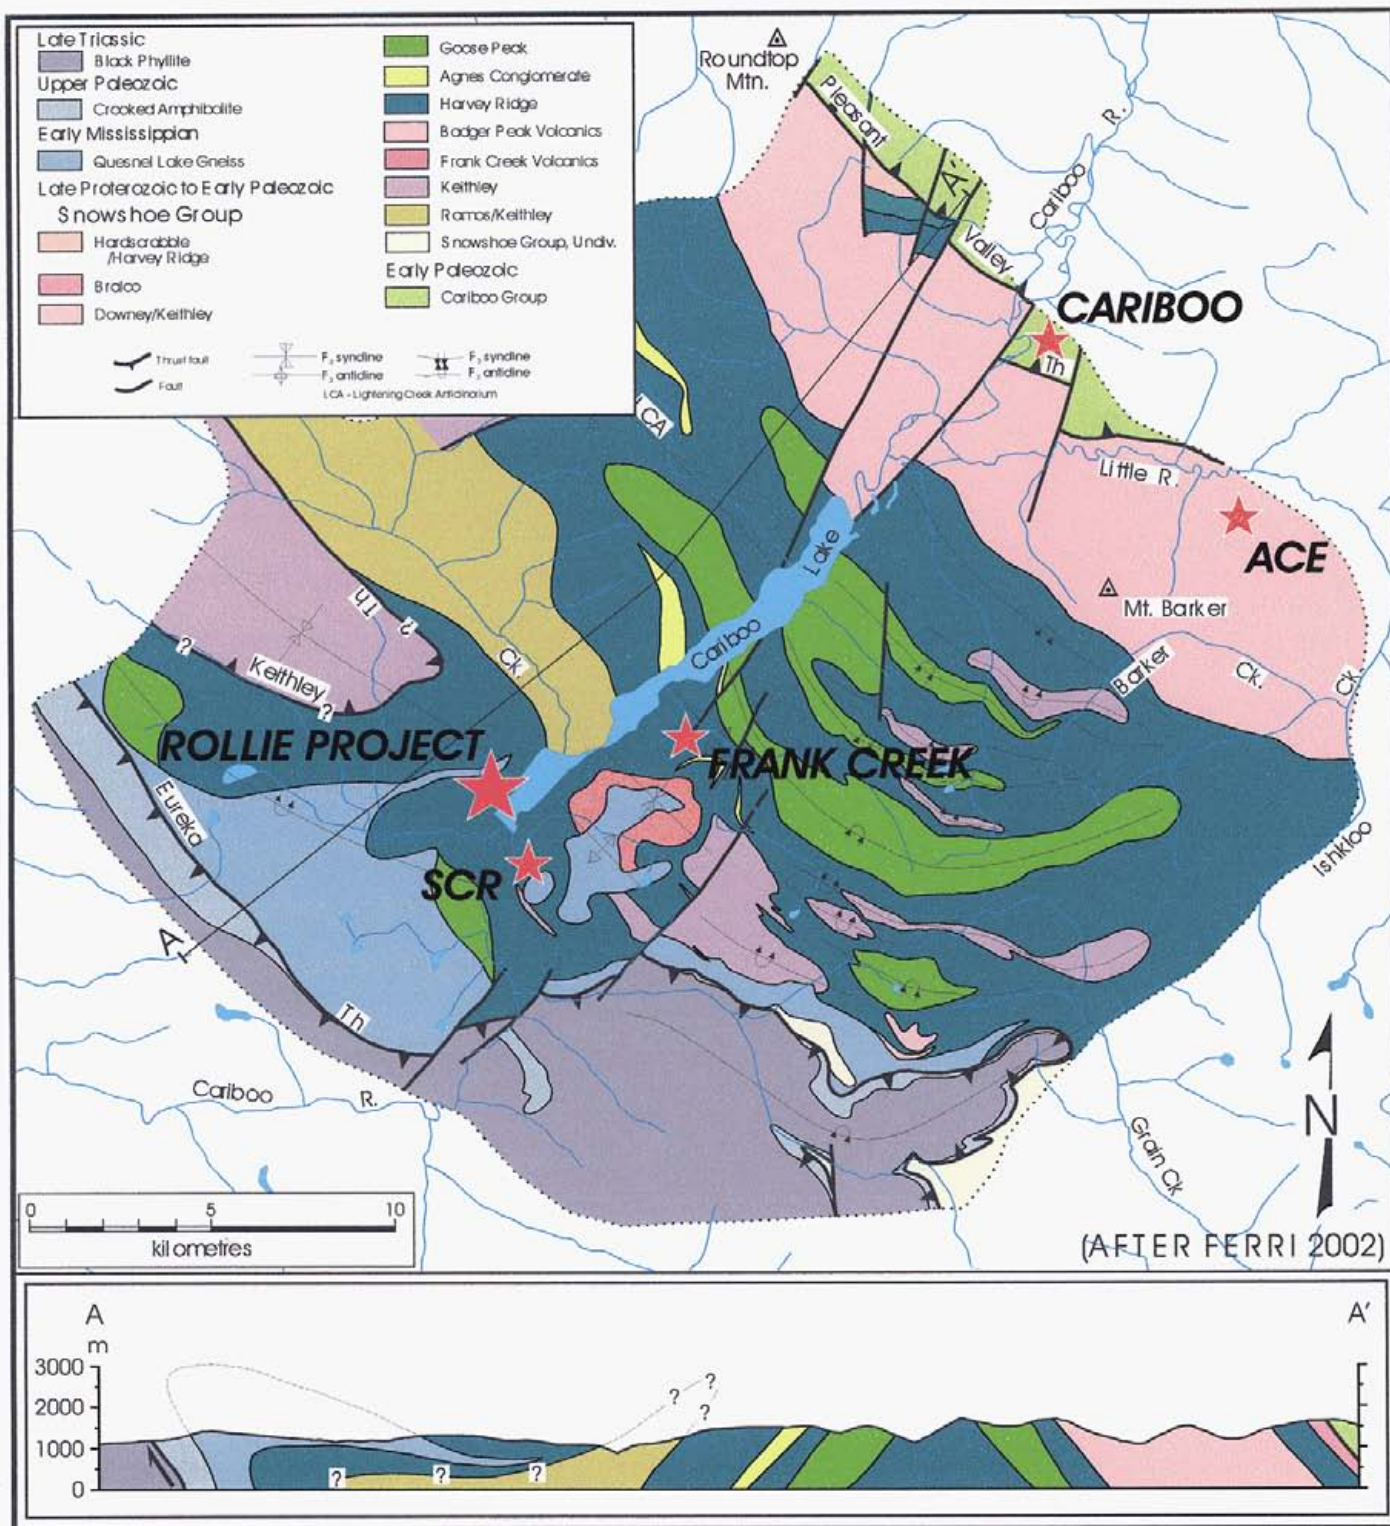 Late Triassic
Black Phyllite
Upper Paleozoic
Crooked Amphibolite
Early Mississippian
Quesnel Lake Gneiss
Late Proterozoic to Early Paleozoic
Snowshoe Group
Hardscrabble
/Harvey Ridge
Bralco
Downey/Keithley
Goose Peak
Agnes Conglomerate
Harvey Ridge
Badger Peak Volcanics
Frank Creek Volcanics
Keithley
Ramos/Keithley
Snowshoe Group, Undiv.
Early Paleozoic
Cariboo Group
Thrust fault
Fault
syncline
anticline
syncline
anticline
LCA - Lightening Creek Anticlinorium
Roundtop
Mtn.
Pleasant
A'
Valley
Cariboo R.
CARIBOO
Th
LCA
Little R.
ACE
Mt. Barker
Barker Ck.
Ck.
Ishkloo
Lake
Cariboo
Th
?
?
Keithley
?
Ck.
ROLLIE PROJECT
FRANK CREEK
Eureka
SCR
A
Th
Cariboo R.
Grain Ck
N
0 5 10
kilometres
(AFTER FERRI 2002)
A A'
m
3000
2000
1000
0
? ? ? ? ? ?